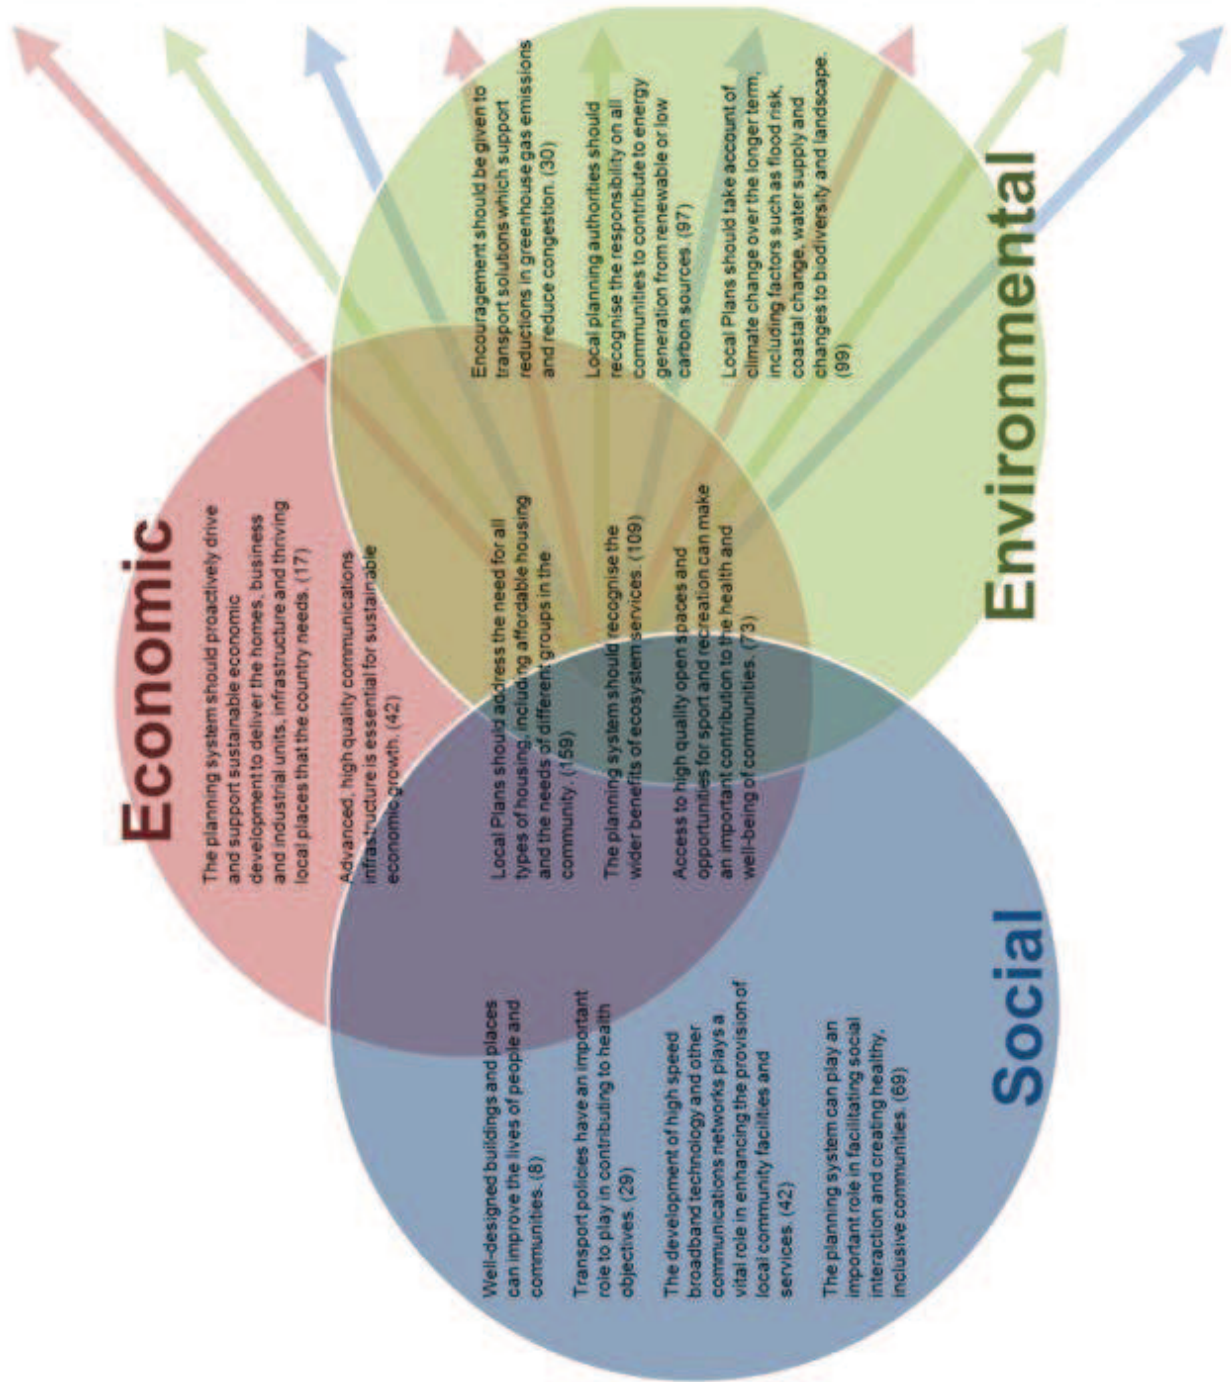 Economic
The planning system should proactively drive
and support sustainable economic
development to deliver the homes, business
and industrial units, infrastructure and thriving
local places that the country needs. (17)
Advanced, high quality communications
infrastructure is essential for sustainable
economic growth. (42)
Well-designed buildings and places
can improve the lives of people and
communities. (8)
Transport policies have an important
role to play in contributing to health
objectives. (29)
The development of high speed
broadband technology and other
communications networks plays a
vital role in enhancing the provision of
local community facilities and
services. (42)
The planning system can play an
important role in facilitating social
interaction and creating healthy,
inclusive communities. (69)
Social
Local Plans should address the need for all
types of housing, including affordable housing
and the needs of different groups in the
community. (159)
The planning system should recognise the
wider benefits of ecosystem services. (109)
Access to high quality open spaces and
opportunities for sport and recreation can make
an important contribution to the health and
well-being of communities. (73)
Encouragement should be given to
transport solutions which support
reductions in greenhouse gas emissions
and reduce congestion. (30)
Local planning authorities should
recognise the responsibility on all
communities to contribute to energy
generation from renewable or low
carbon sources. (97)
Local Plans should take account of
climate change over the longer term,
including factors such as flood risk,
coastal change, water supply and
changes to biodiversity and landscape.
(99)
Environmental